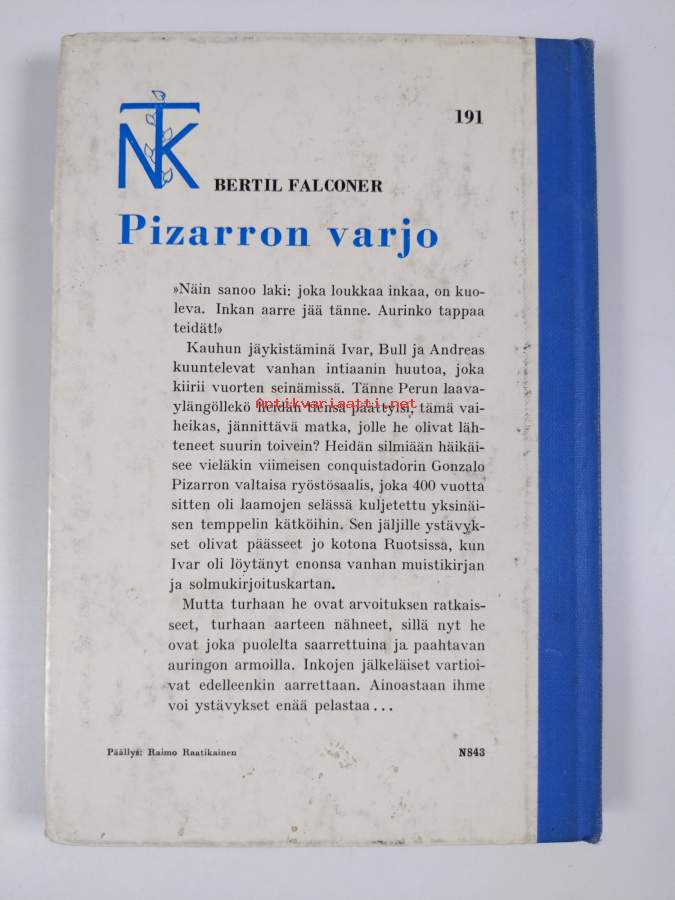 NTK
191
BERTIL FALCONER
Pizarron varjo
»Näin sanoo laki: joka loukkaa inkaa, on kuo-
leva. Inkan aarre jää tänne. Aurinko tappaa
teidät!»
Kauhun jäykistäminä Ivar, Bull ja Andreas
kuuntelevat vanhan intiaanin huutoa, joka
kiirii vuorten seinämissä. Tänne Perun laava-
Antikvariaatti.net
ylängöllekö heidän tiensä päättyisi, tämä vai-
heikas, jännittävä matka, jolle he olivat läh-
teneet suurin toivein? Heidän silmiään häikäi-
see vieläkin viimeisen conquistadorin Gonzalo
Pizarron valtaisa ryöstösaalis, joka 400 vuotta
sitten oli laamojen selässä kuljetettu yksinäi-
sen temppelin kätköihin. Sen jäljille ystävyk-
set olivat päässeet jo kotona Ruotsissa, kun
Ivar oli löytänyt enonsa vanhan muistikirjan
ja solmukirjoituskartan.
Mutta turhaan he ovat arvoituksen ratkais-
seet, turhaan aarteen nähneet, sillä nyt he
ovat joka puolelta saarrettuina ja paahtavan
auringon armoilla. Inkojen jälkeläiset vartioi-
vat edelleenkin aarrettaan. Ainoastaan ihme
voi ystävykset enää pelastaa...
Päällys: Raimo Raatikainen
N843